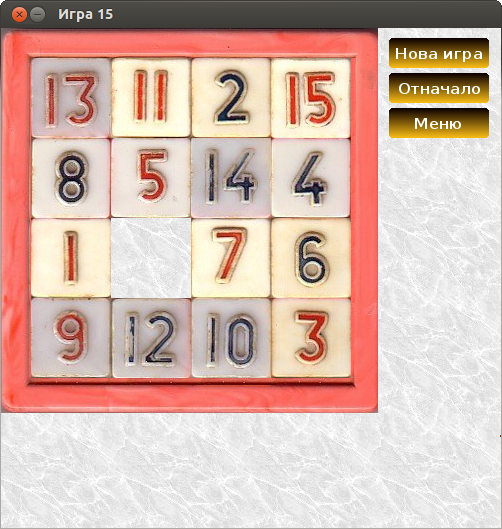 Игра 15
13 11 2 15
8 5 14 4
1 7 6
9 12 10 3
Нова игра
Отначало
Меню